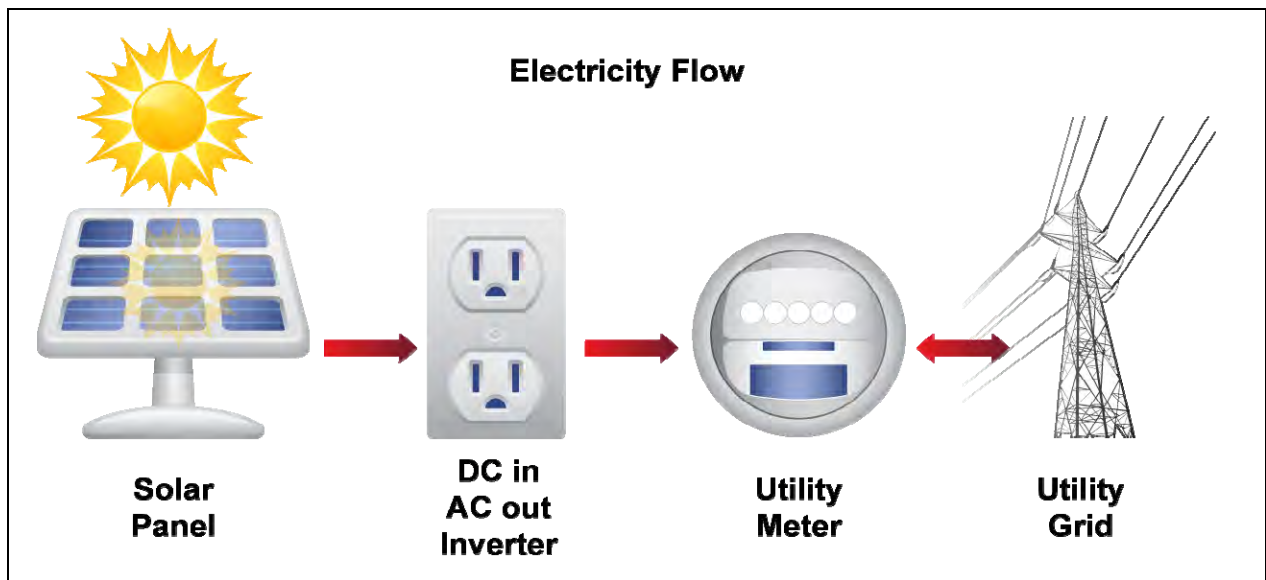 Electricity Flow
Solar
Panel
DC in
AC out
Inverter
Utility
Meter
Utility
Grid